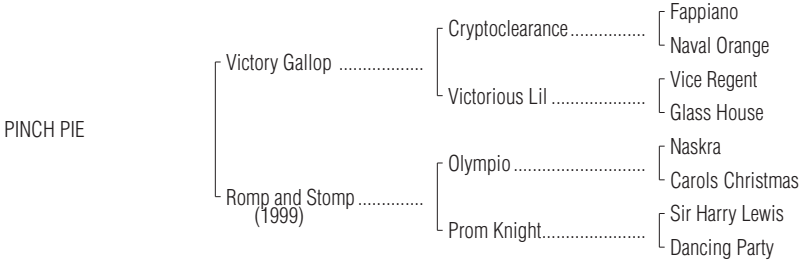 Fappiano
Cryptoclearance................
Naval Orange
Victory Gallop ..................
Vice Regent
Victorious Lil ....................
Glass House
PINCH PIE
Naskra
Olympio............................
Carols Christmas
Romp and Stomp ..............
(1999)
Sir Harry Lewis
Prom Knight......................
Dancing Party